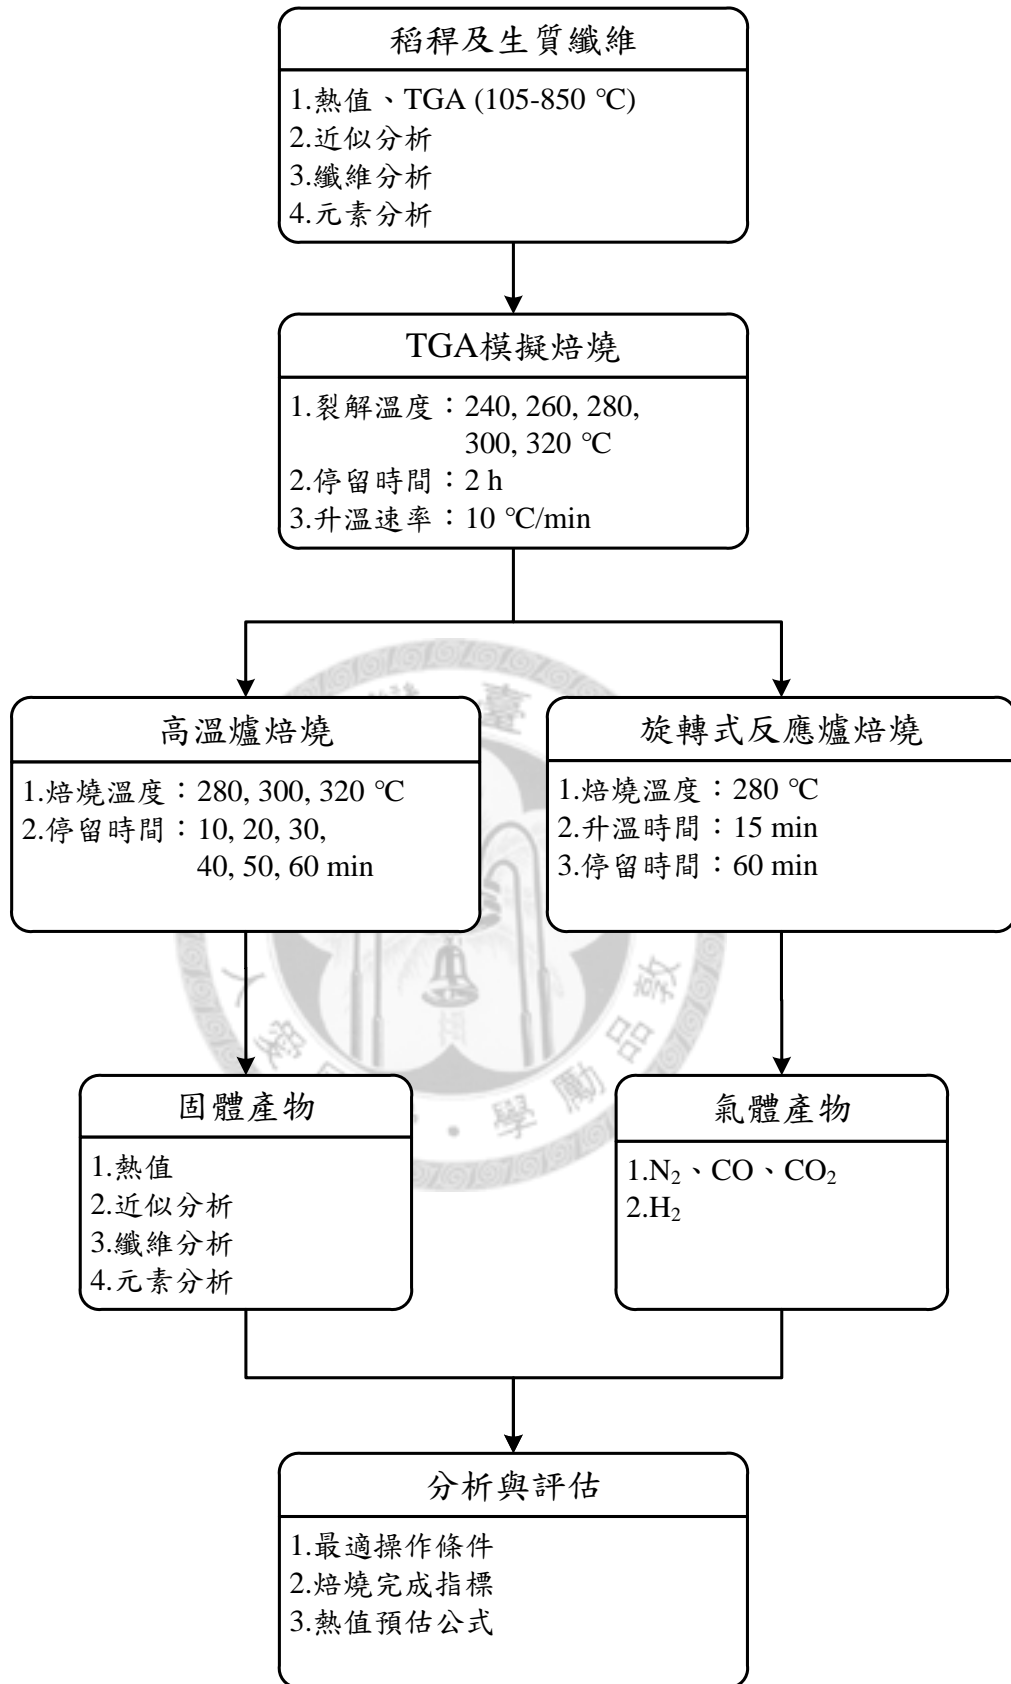 稻稈及生質纖維
1.熱值、TGA (105-850 ℃)
2.近似分析
3.纖維分析
4.元素分析
TGA模擬焙燒
1.裂解溫度：240, 260, 280,
300, 320 ℃
2.停留時間：2 h
3.升溫速率：10 ℃/min
高溫爐焙燒
1.焙燒溫度：280, 300, 320 ℃
2.停留時間：10, 20, 30,
40, 50, 60 min
旋轉式反應爐焙燒
1.焙燒溫度：280 ℃
2.升溫時間：15 min
3.停留時間：60 min
固體產物
1.熱值
2.近似分析
3.纖維分析
4.元素分析
氣體產物
1.N₂、CO、CO₂
2.H₂
分析與評估
1.最適操作條件
2.焙燒完成指標
3.熱值預估公式
臺
人愛
學勵品敦